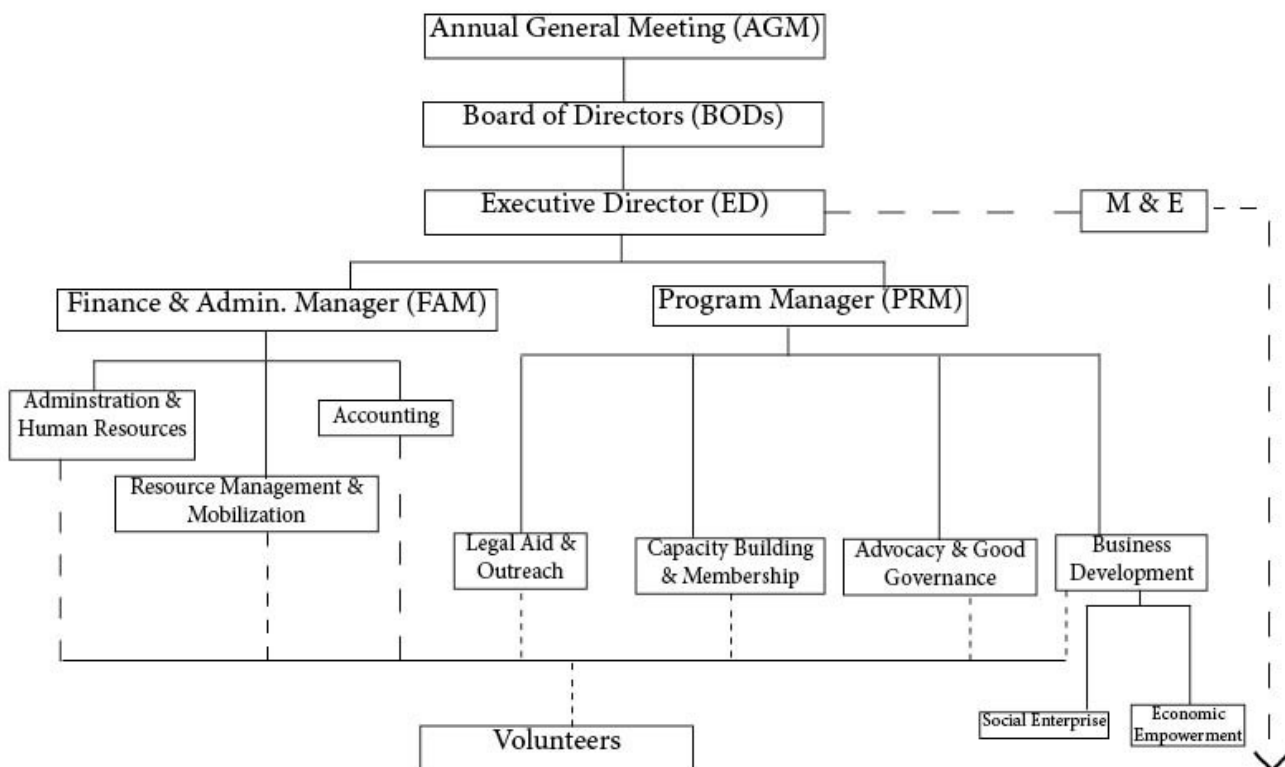 Annual General Meeting (AGM)
Board of Directors (BODs)
Executive Director (ED)
M & E
Finance & Admin. Manager (FAM)
Program Manager (PRM)
Adminstration &
Human Resources
Accounting
Resource Management &
Mobilization
Legal Aid &
Outreach
Capacity Building
& Membership
Advocacy & Good
Governance
Business
Development
Social Enterprise
Economic
Empowerment
Volunteers